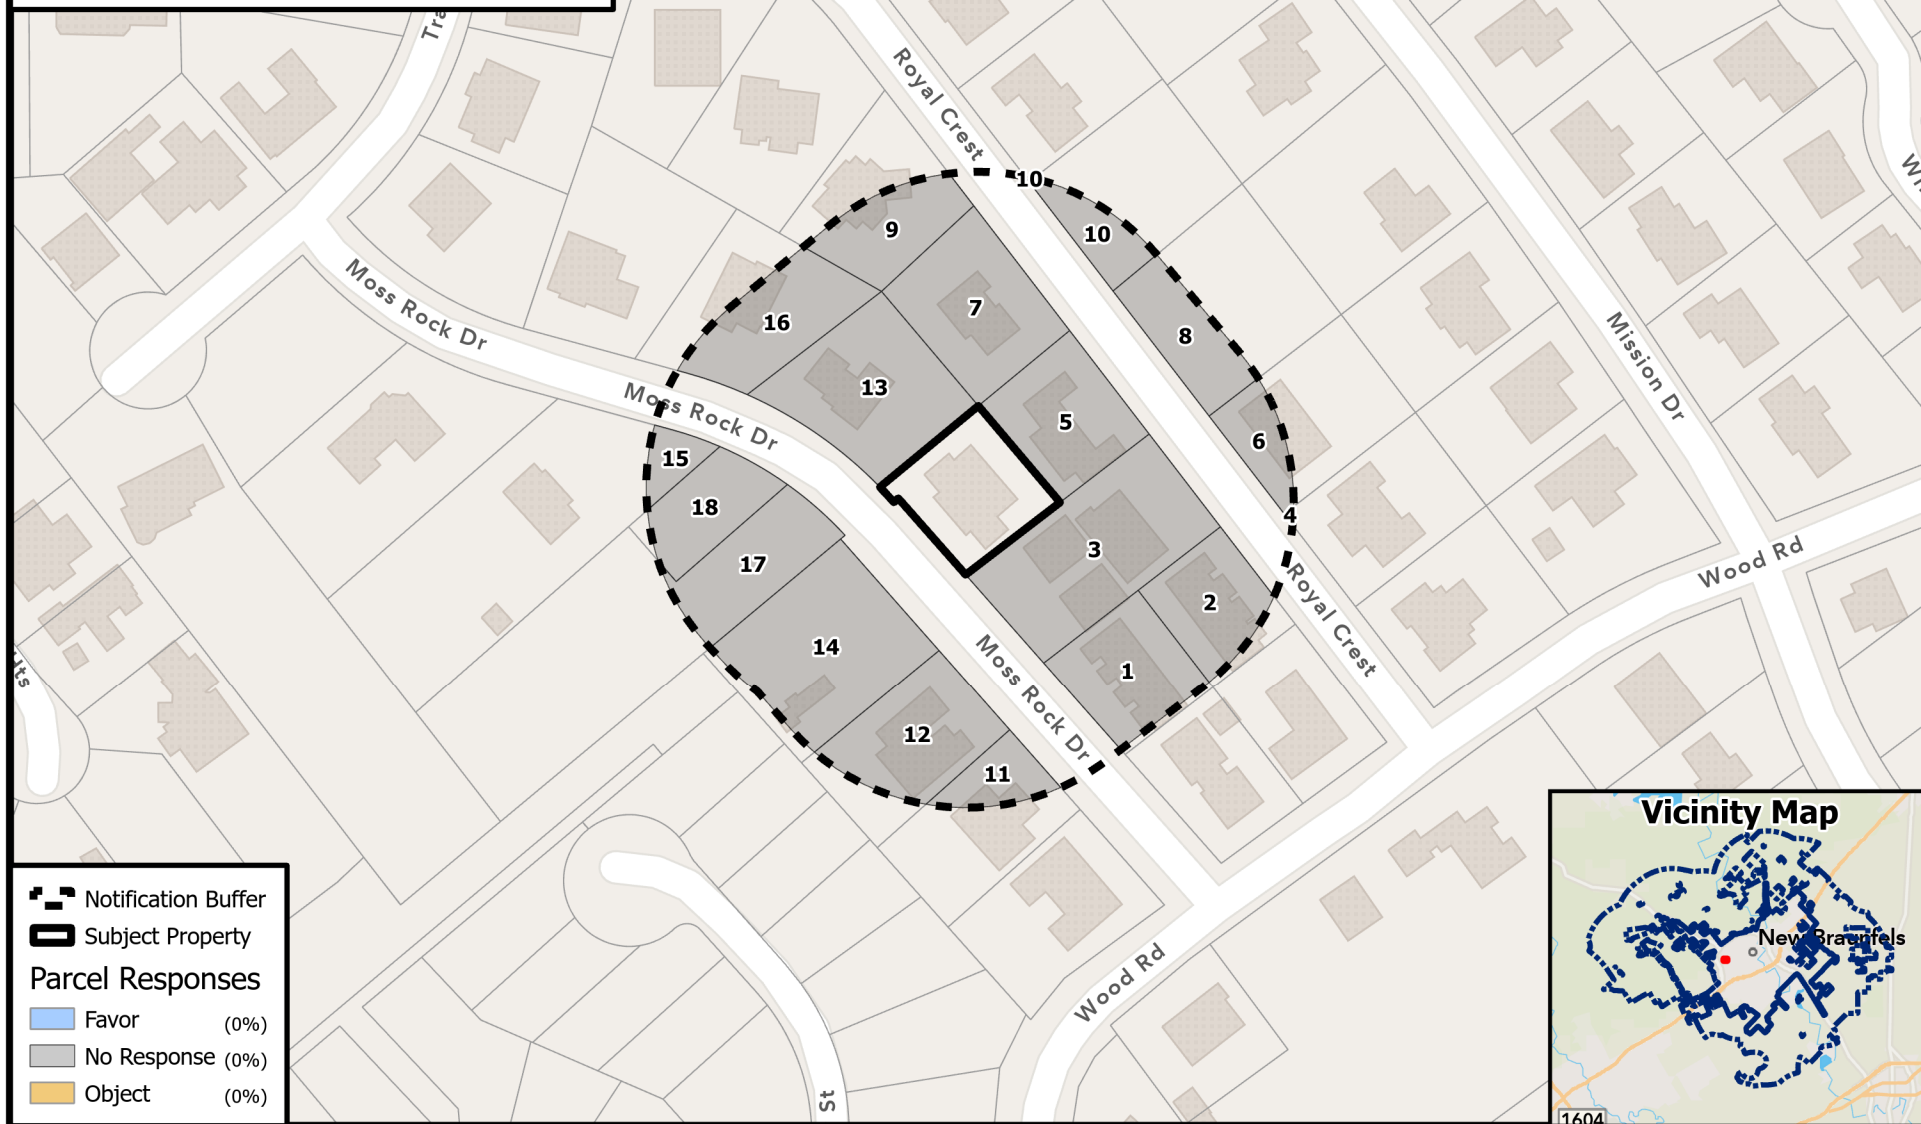 Royal Crest
10
9
10
7
8
16
Moss Rock Dr
13
Mission Dr
Moss Rock Dr
5
6
15
18
4
3
17
Wood Rd
2
Royal Crest
14
1
Moss Rock Dr
12
11
Wood Rd
St
Notification Buffer
Subject Property
Parcel Responses
Favor (0%)
No Response (0%)
Object (0%)
Vicinity Map
New Braunfels
1604